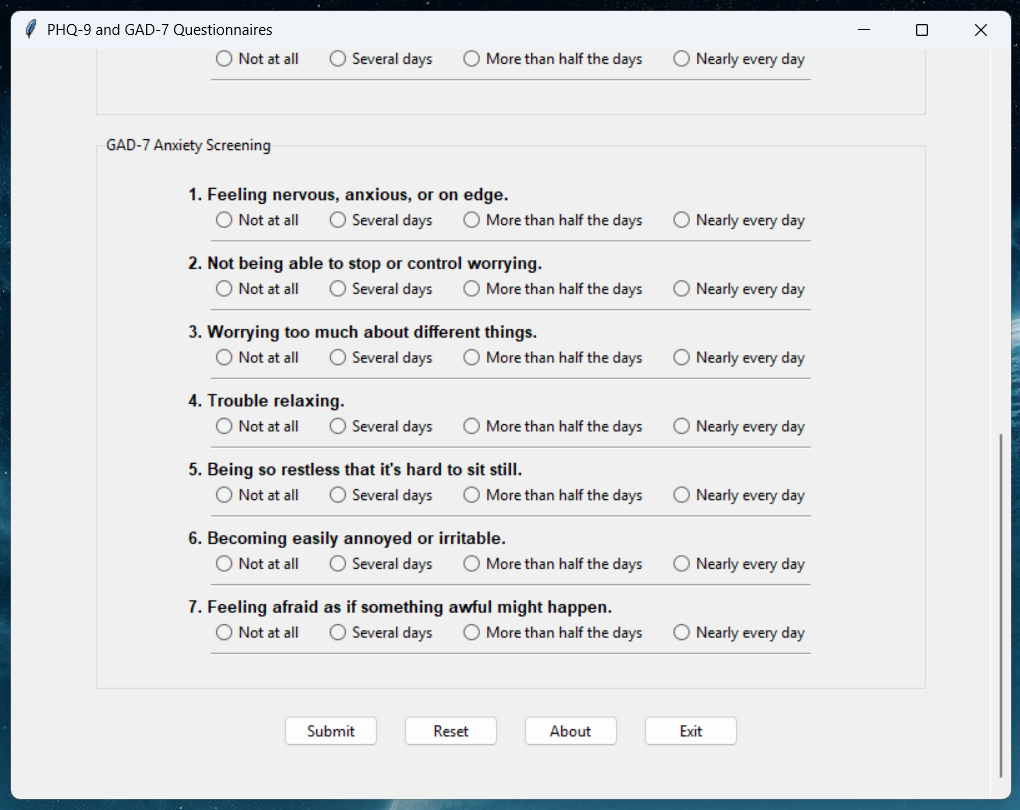 PHQ-9 and GAD-7 Questionnaires
Not at all Several days More than half the days Nearly every day
GAD-7 Anxiety Screening
1. Feeling nervous, anxious, or on edge.
Not at all Several days More than half the days Nearly every day
2. Not being able to stop or control worrying.
Not at all Several days More than half the days Nearly every day
3. Worrying too much about different things.
Not at all Several days More than half the days Nearly every day
4. Trouble relaxing.
Not at all Several days More than half the days Nearly every day
5. Being so restless that it's hard to sit still.
Not at all Several days More than half the days Nearly every day
6. Becoming easily annoyed or irritable.
Not at all Several days More than half the days Nearly every day
7. Feeling afraid as if something awful might happen.
Not at all Several days More than half the days Nearly every day
Submit Reset About Exit